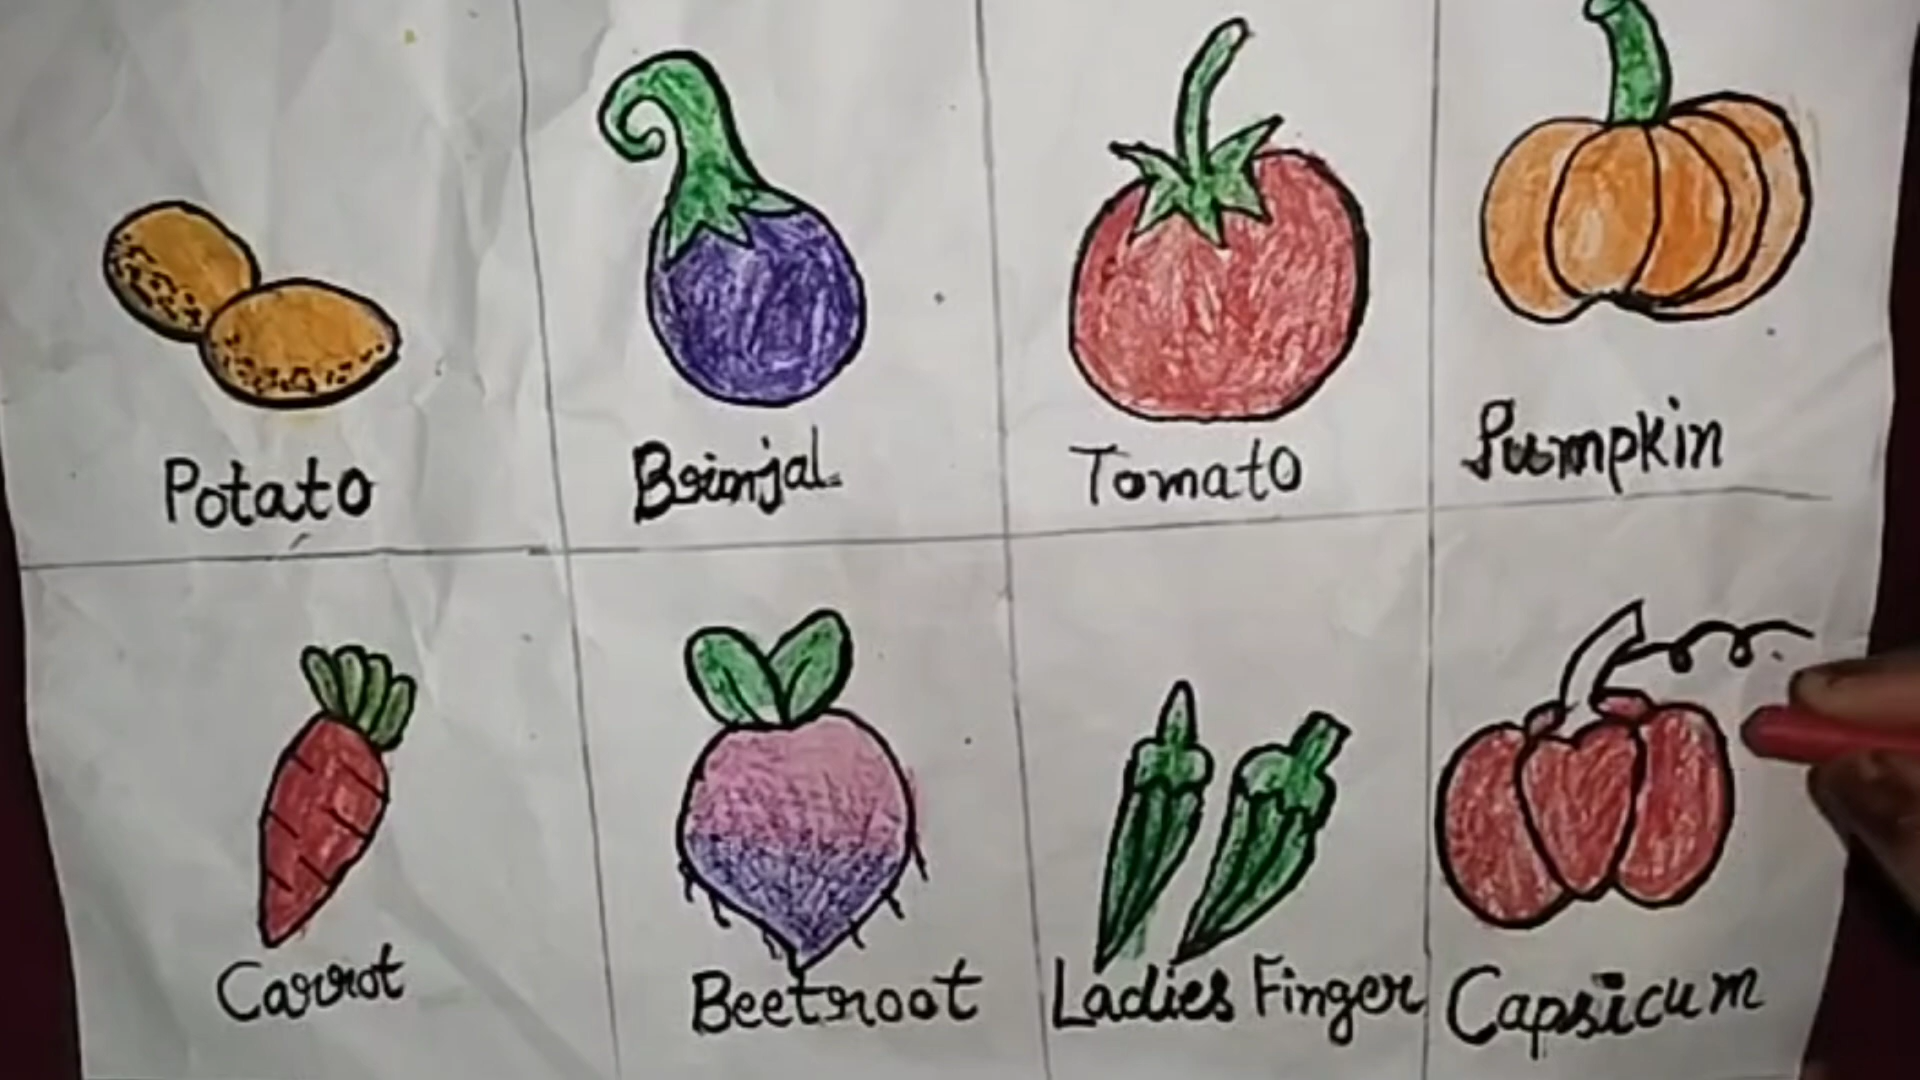 Potato
Brinjal
Tomato
Pumpkin
Carrot
Beetroot
Ladies Finger
Capsicum